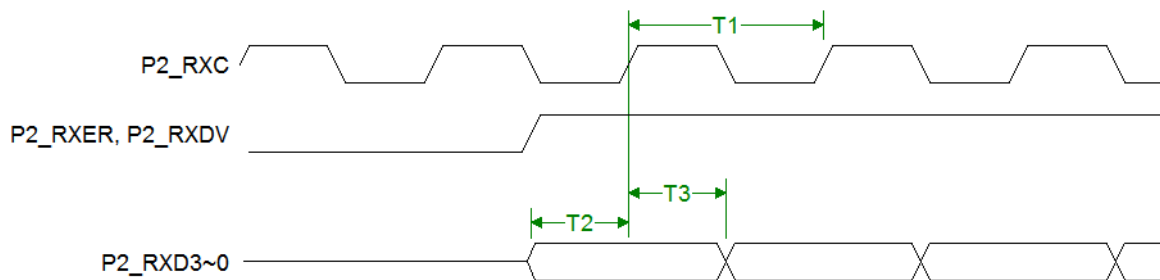 T1
P2_RXC
P2_RXER, P2_RXDV
T3
T2
P2_RXD3~0